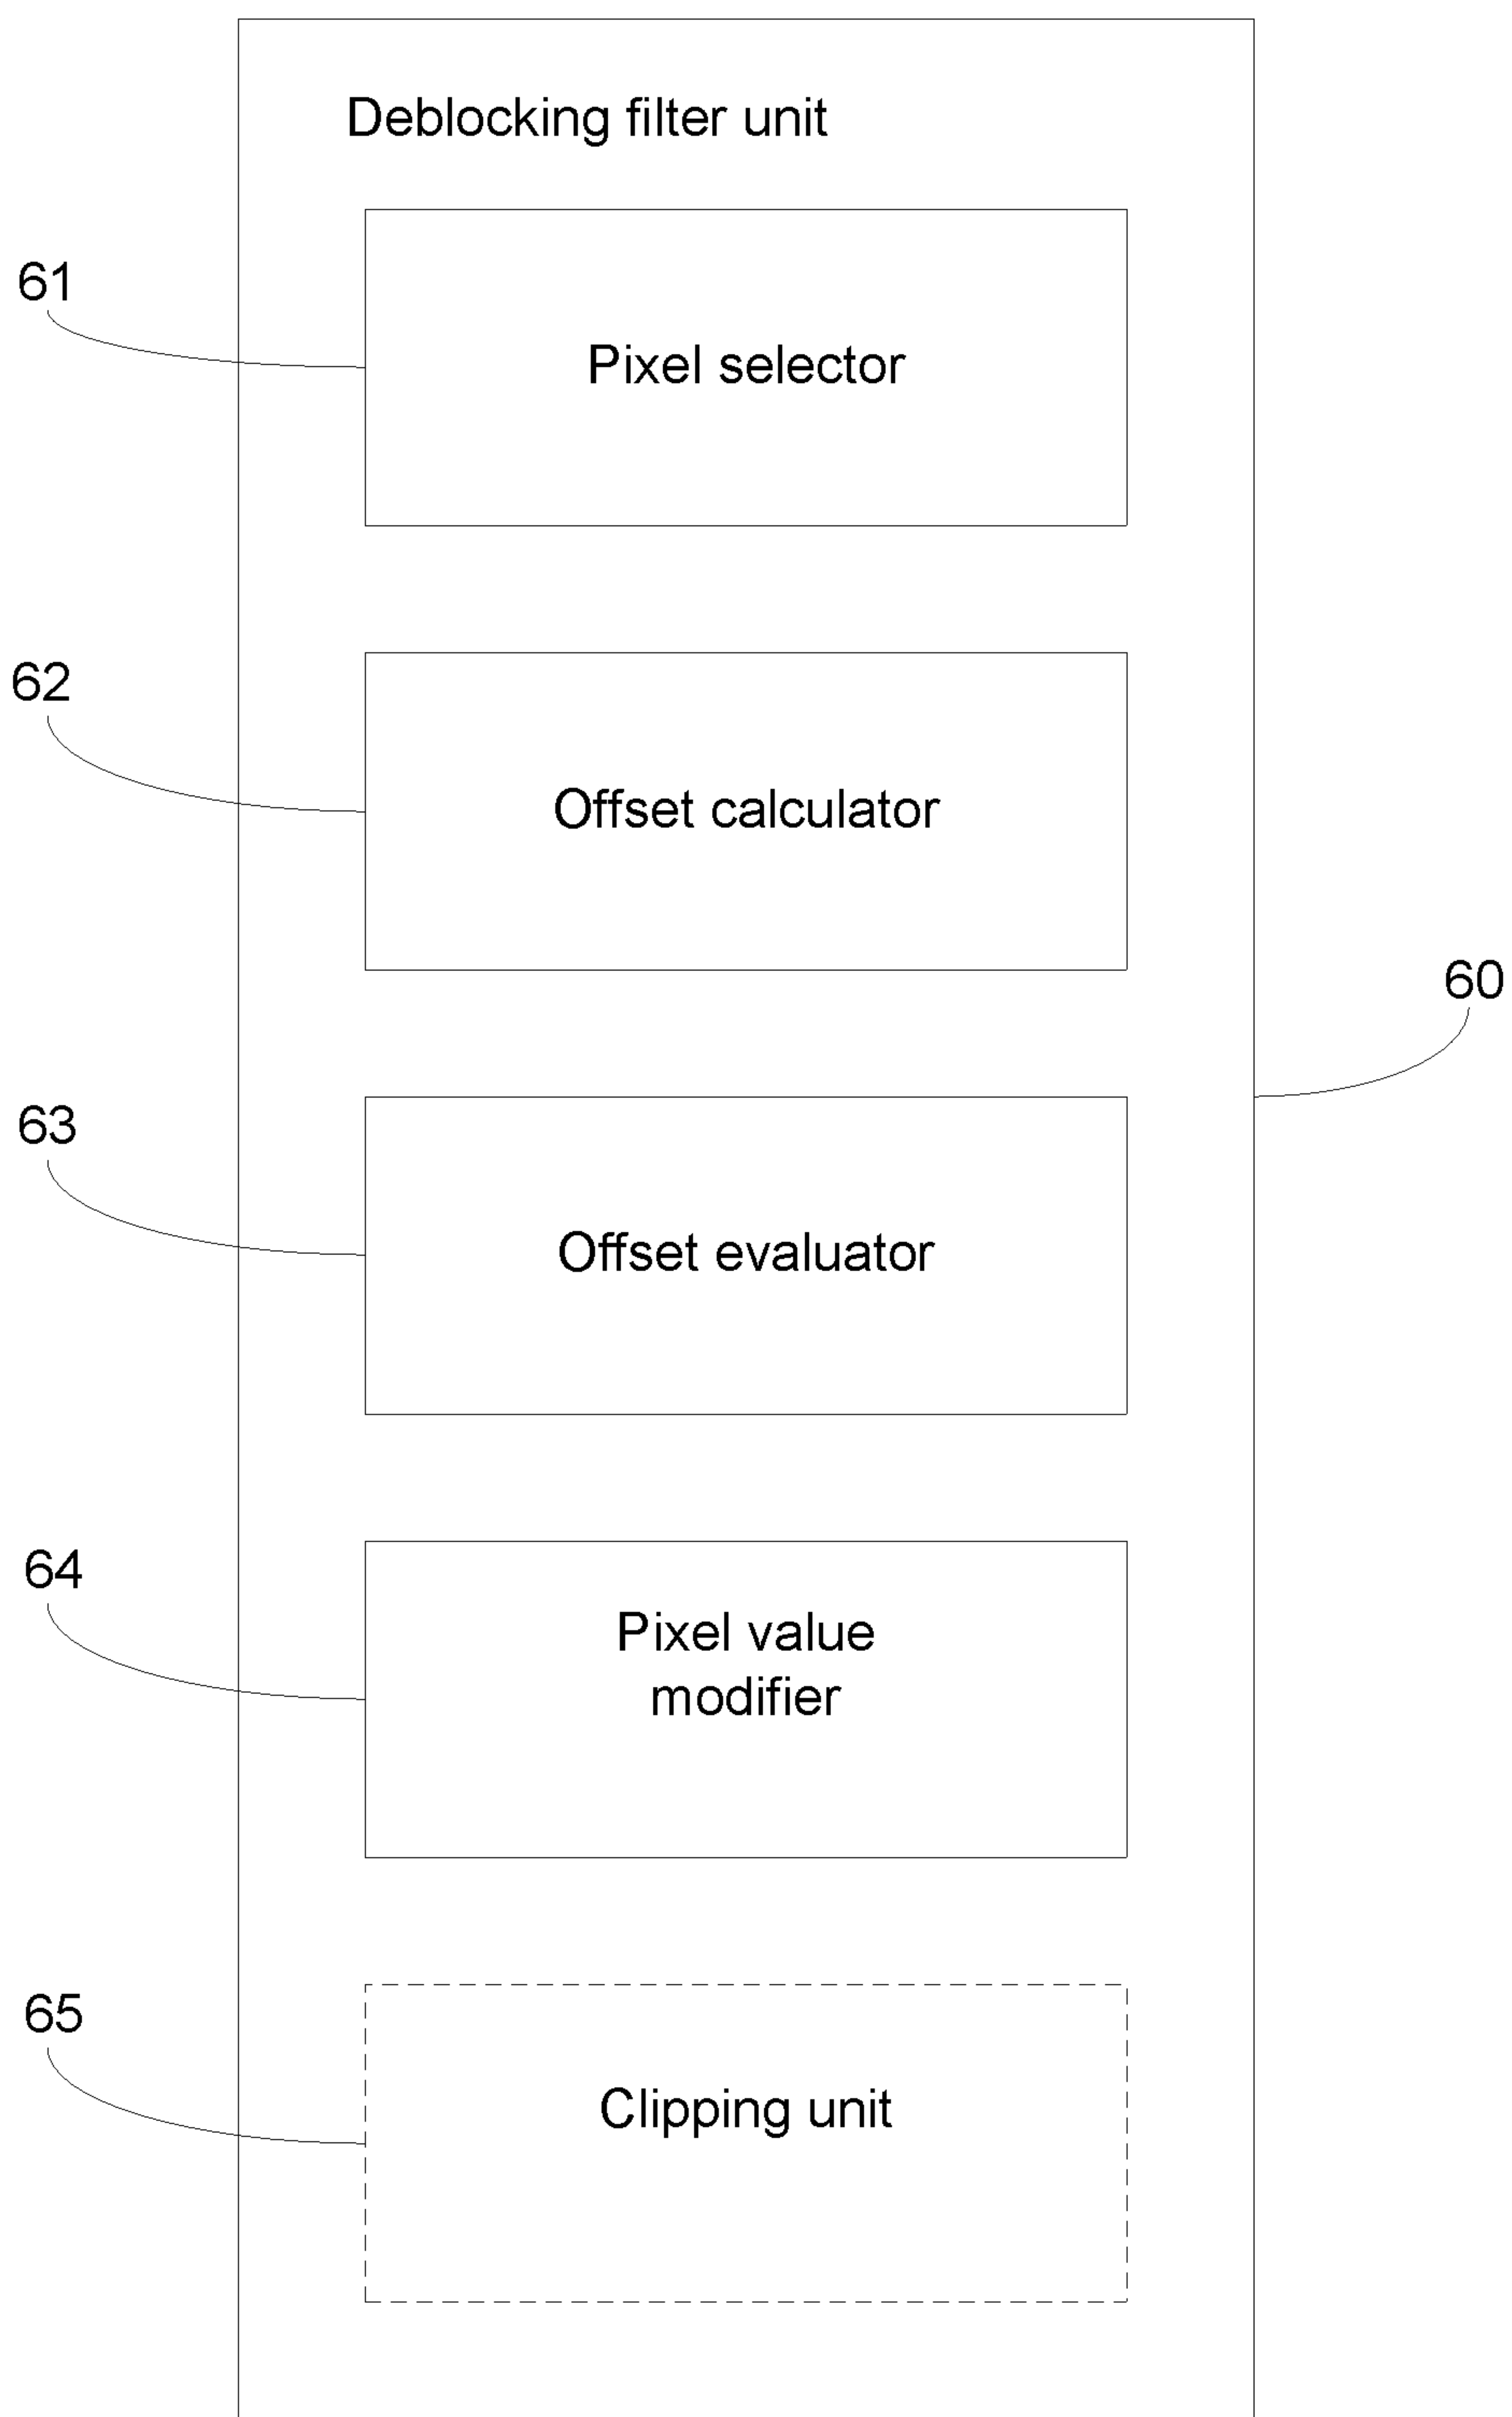 Deblocking filter unit
61
Pixel selector
62
Offset calculator
60
63
Offset evaluator
64
Pixel value
modifier
65
Clipping unit